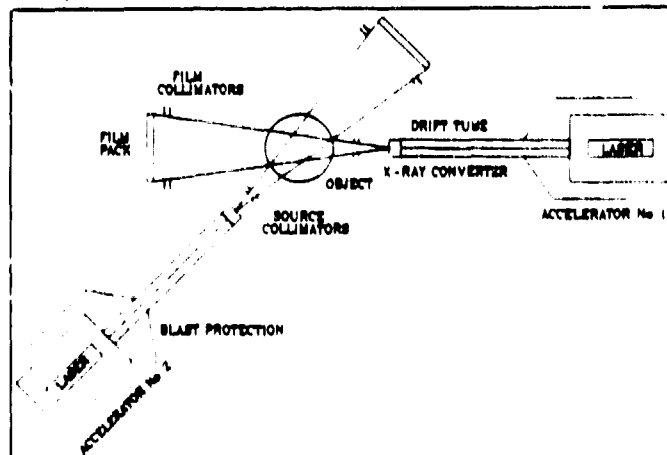 FILM
COLLIMATORS
FILM
PACK
DRIFT TUBE
LASER
OBJECT
X-RAY CONVERTER
ACCELERATOR No 1
SOURCE
COLLIMATORS
BLAST PROTECTION
LASER
ACCELERATOR No 2